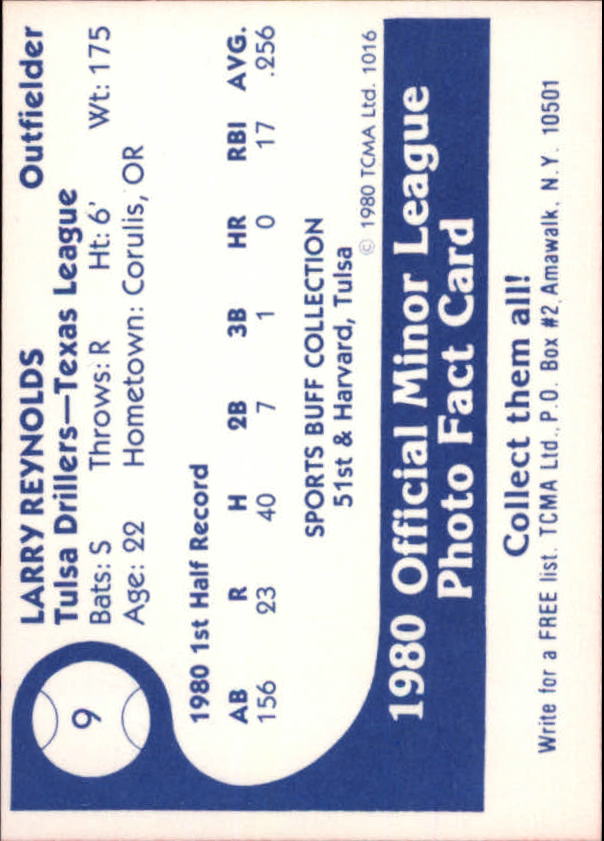 9
LARRY REYNOLDS Outfielder
Tulsa Drillers—Texas League
Bats: S Throws: R Ht: 6' Wt: 175
Age: 22 Hometown: Corulis, OR
1980 1st Half Record
AB R H 2B 3B HR RBI AVG.
156 23 40 7 1 0 17 .256
SPORTS BUFF COLLECTION
51st & Harvard, Tulsa
© 1980 TCMA Ltd. 1016
1980 Official Minor League
Photo Fact Card
Collect them all!
Write for a FREE list. TCMA Ltd., P.O. Box #2, Amawalk, N.Y. 10501